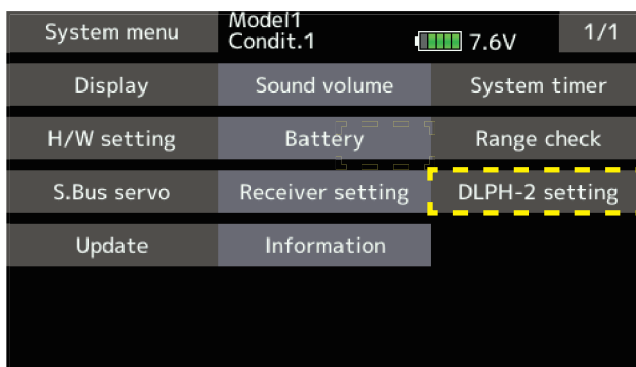 System menu
Model1
Condit.1
7.6V
1/1
Display
Sound volume
System timer
H/W setting
Battery
Range check
S.Bus servo
Receiver setting
DLPH-2 setting
Update
Information